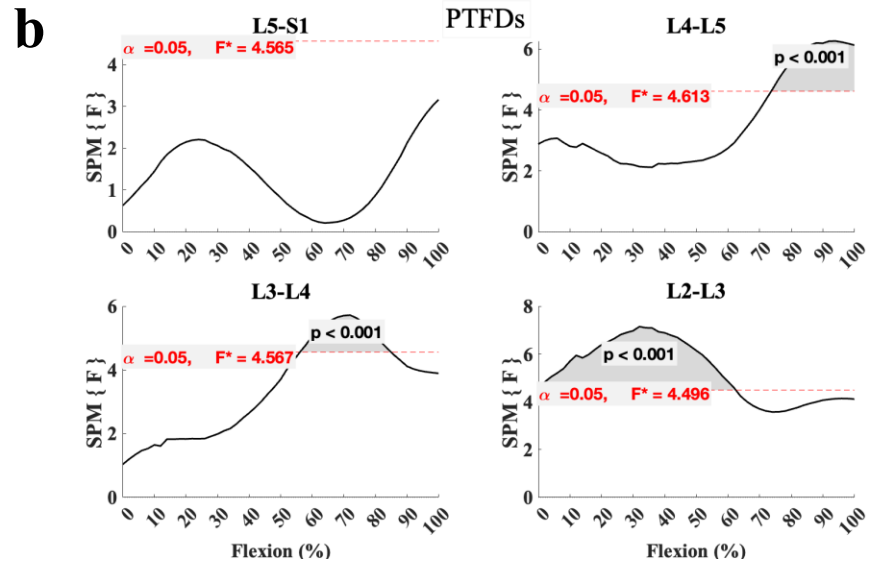 b
PTFDs
L5-S1
α =0.05, F* = 4.565
SPM { F }
4
3
2
1
0
0 10 20 30 40 50 60 70 80 90 100
L4-L5
p < 0.001
α =0.05, F* = 4.613
SPM { F }
6
4
2
0
0 10 20 30 40 50 60 70 80 90 100
L3-L4
p < 0.001
α =0.05, F* = 4.567
SPM { F }
6
4
2
0
0 10 20 30 40 50 60 70 80 90 100
Flexion (%)
L2-L3
p < 0.001
α =0.05, F* = 4.496
SPM { F }
8
6
4
2
0
0 10 20 30 40 50 60 70 80 90 100
Flexion (%)